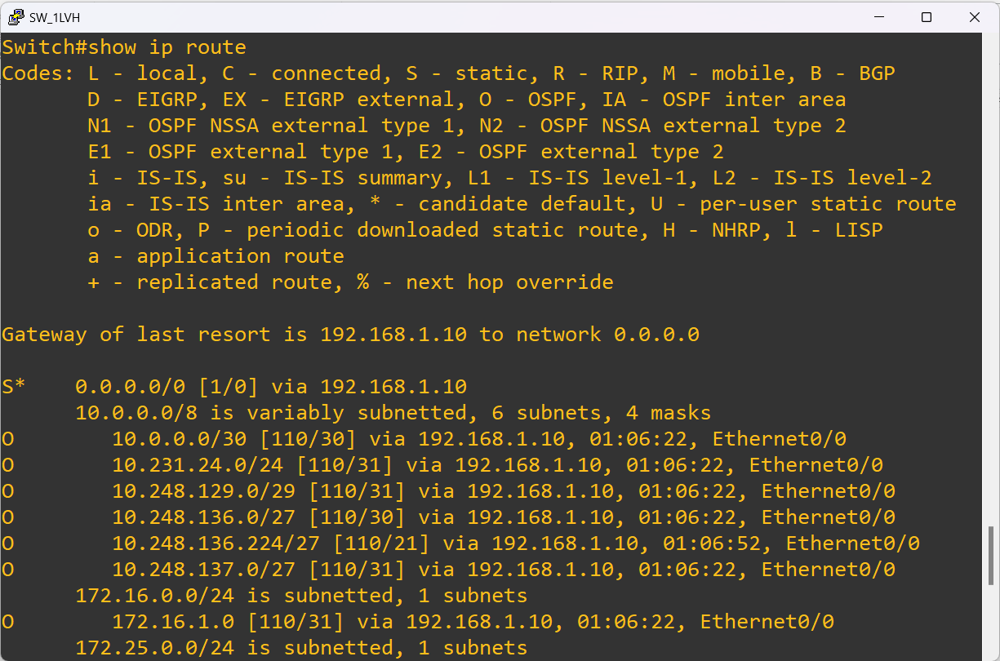 SW_1LVH
Switch#show ip route
Codes: L - local, C - connected, S - static, R - RIP, M - mobile, B - BGP
       D - EIGRP, EX - EIGRP external, O - OSPF, IA - OSPF inter area
       N1 - OSPF NSSA external type 1, N2 - OSPF NSSA external type 2
       E1 - OSPF external type 1, E2 - OSPF external type 2
       i - IS-IS, su - IS-IS summary, L1 - IS-IS level-1, L2 - IS-IS level-2
       ia - IS-IS inter area, * - candidate default, U - per-user static route
       o - ODR, P - periodic downloaded static route, H - NHRP, l - LISP
       a - application route
       + - replicated route, % - next hop override
Gateway of last resort is 192.168.1.10 to network 0.0.0.0
S*    0.0.0.0/0 [1/0] via 192.168.1.10
      10.0.0.0/8 is variably subnetted, 6 subnets, 4 masks
O        10.0.0.0/30 [110/30] via 192.168.1.10, 01:06:22, Ethernet0/0
O        10.231.24.0/24 [110/31] via 192.168.1.10, 01:06:22, Ethernet0/0
O        10.248.129.0/29 [110/31] via 192.168.1.10, 01:06:22, Ethernet0/0
O        10.248.136.0/27 [110/30] via 192.168.1.10, 01:06:22, Ethernet0/0
O        10.248.136.224/27 [110/21] via 192.168.1.10, 01:06:52, Ethernet0/0
O        10.248.137.0/27 [110/31] via 192.168.1.10, 01:06:22, Ethernet0/0
      172.16.0.0/24 is subnetted, 1 subnets
O        172.16.1.0 [110/31] via 192.168.1.10, 01:06:22, Ethernet0/0
      172.25.0.0/24 is subnetted, 1 subnets